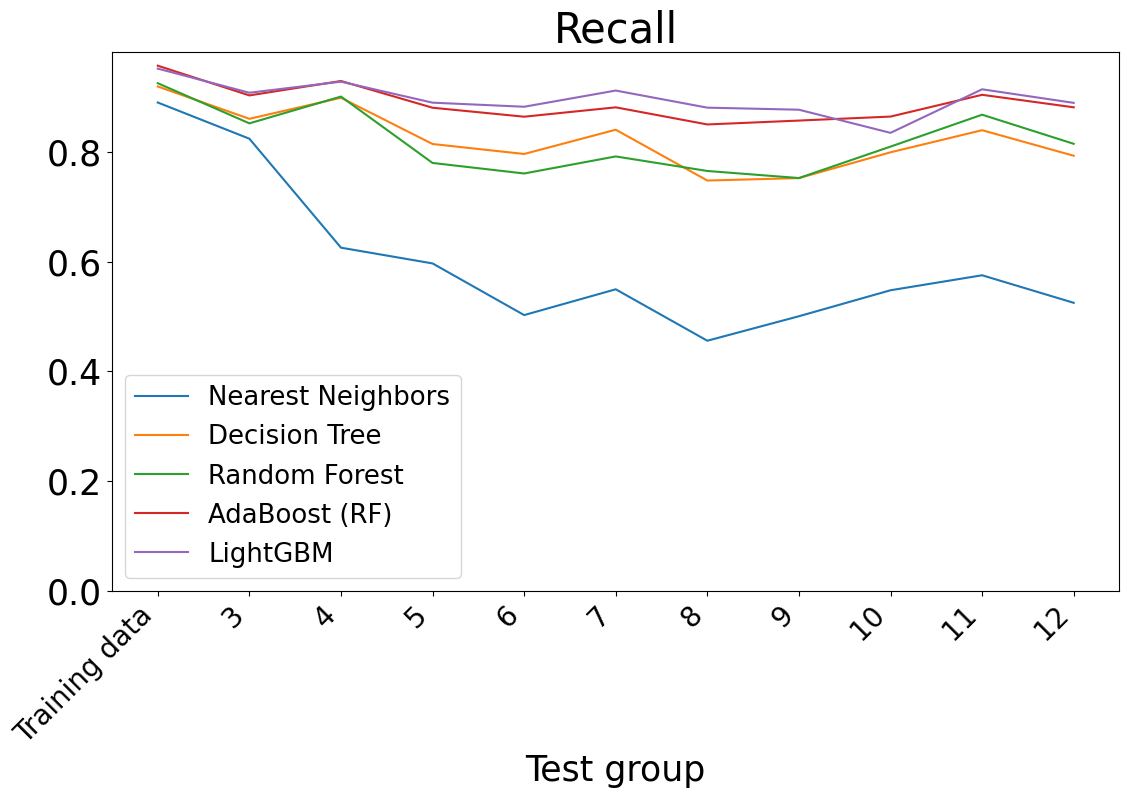 Recall
0.8
0.6
0.4
0.2
0.0
Nearest Neighbors
Decision Tree
Random Forest
AdaBoost (RF)
LightGBM
Training data
3
4
5
6
7
8
9
10
11
12
Test group